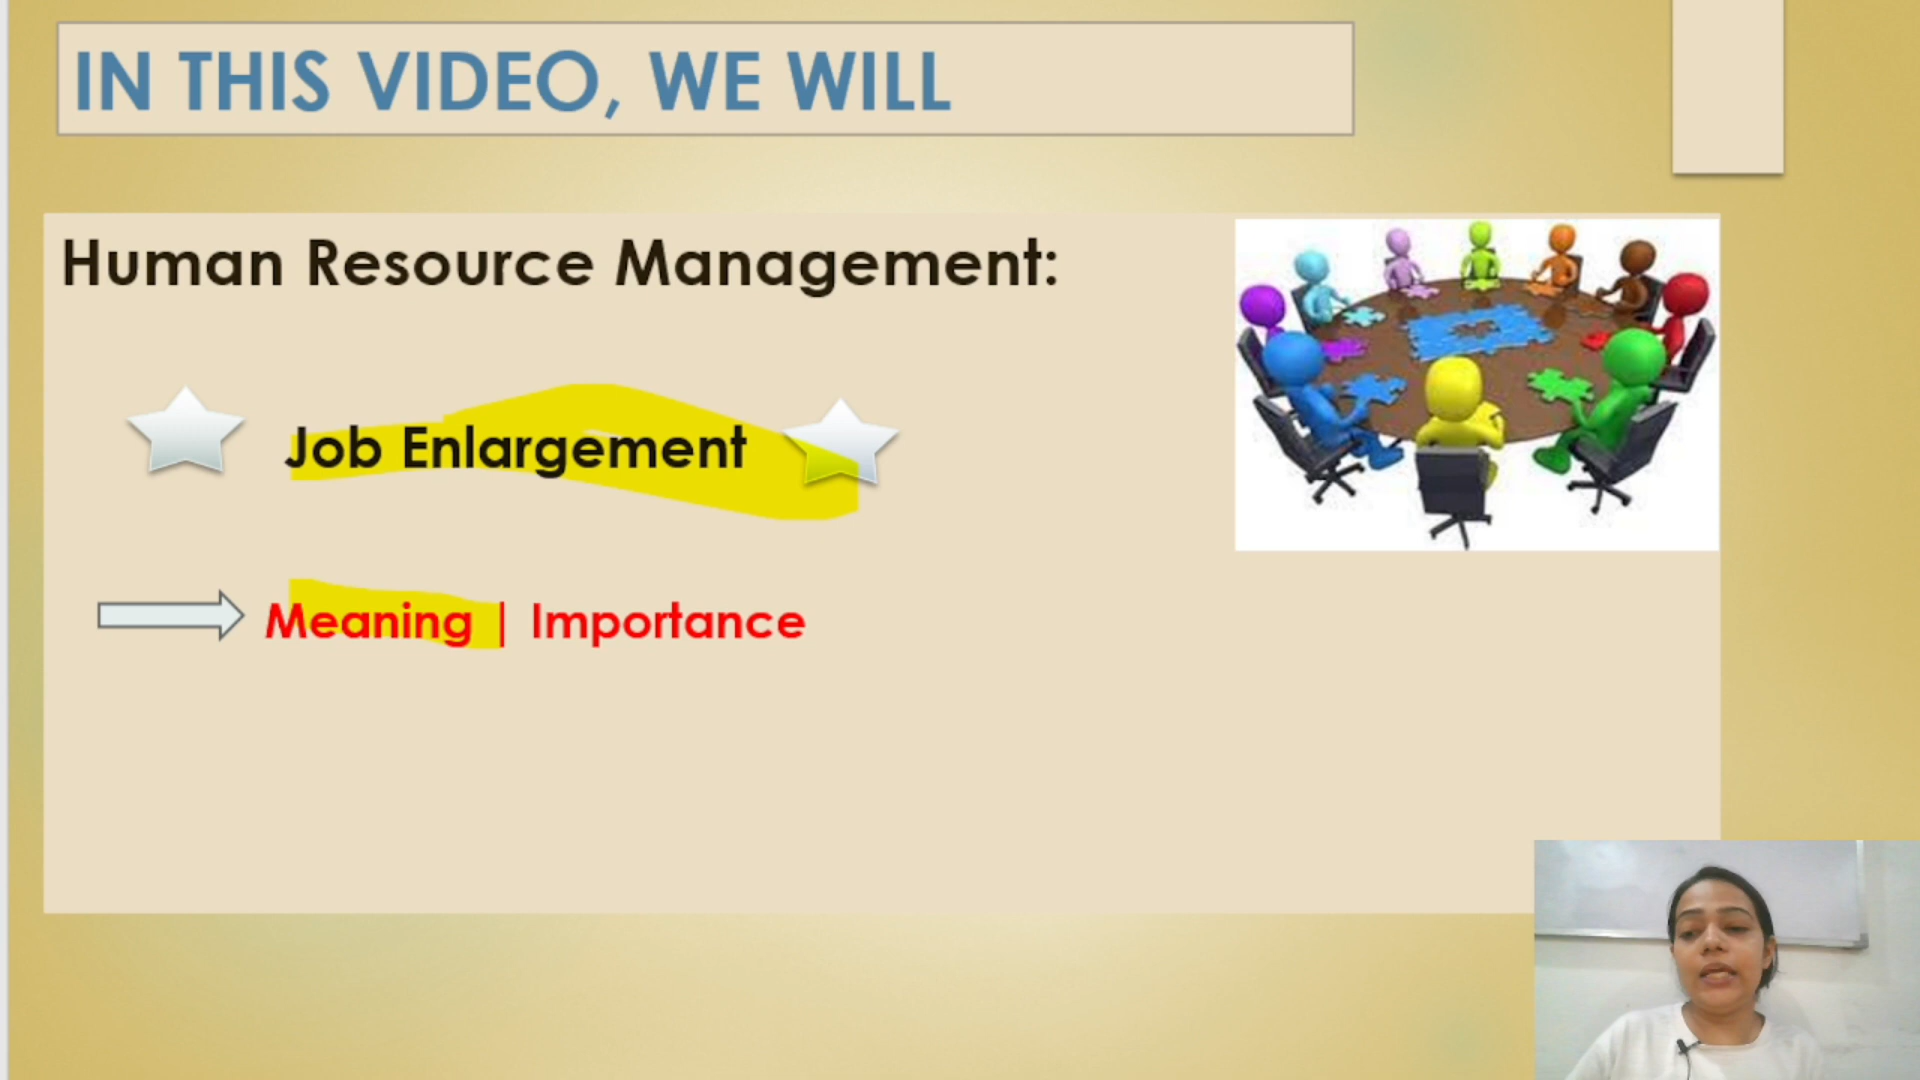 IN THIS VIDEO, WE WILL
Human Resource Management:
Job Enlargement
Meaning | Importance